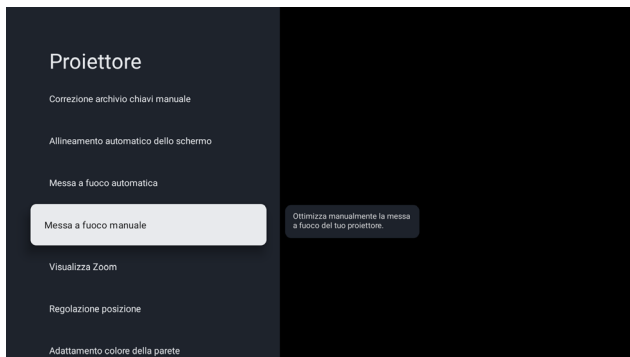 Proiettore
Correzione archivio chiavi manuale
Allineamento automatico dello schermo
Messa a fuoco automatica
Messa a fuoco manuale
Ottimizza manualmente la messa
a fuoco del tuo proiettore.
Visualizza Zoom
Regolazione posizione
Adattamento colore della parete